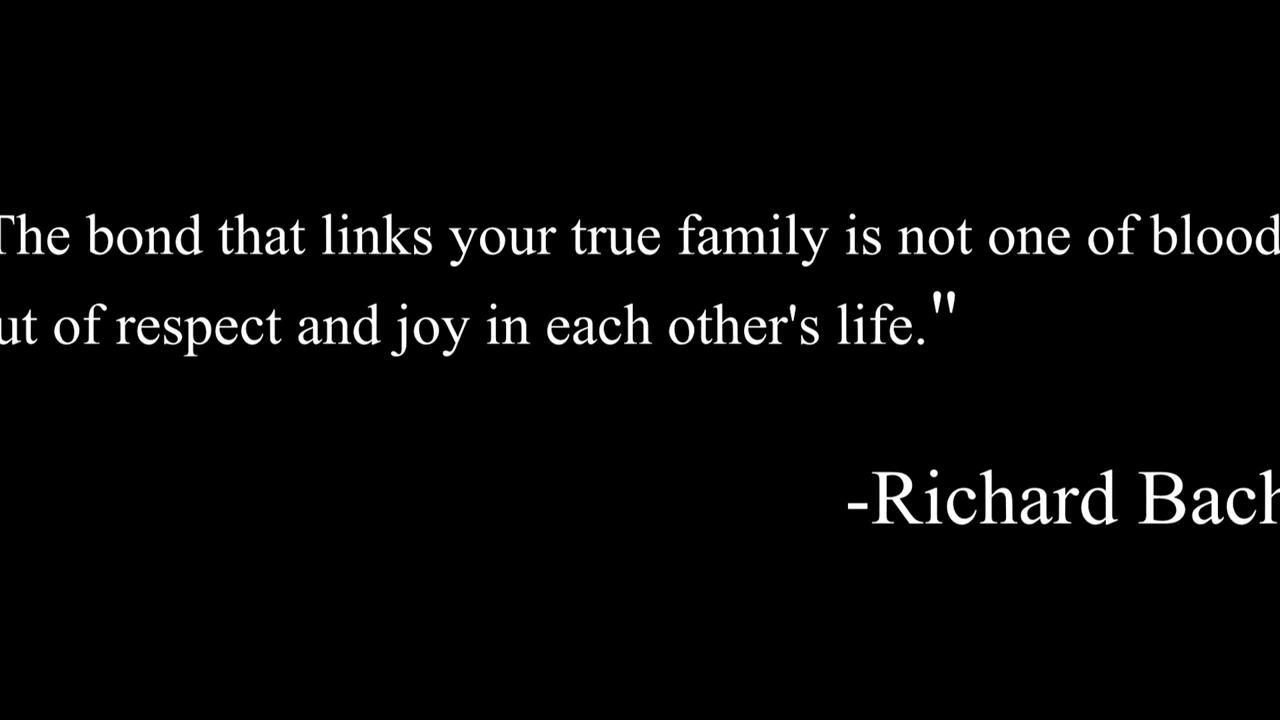 The bond that links your true family is not one of blood
ut of respect and joy in each other's life."
-Richard Bach